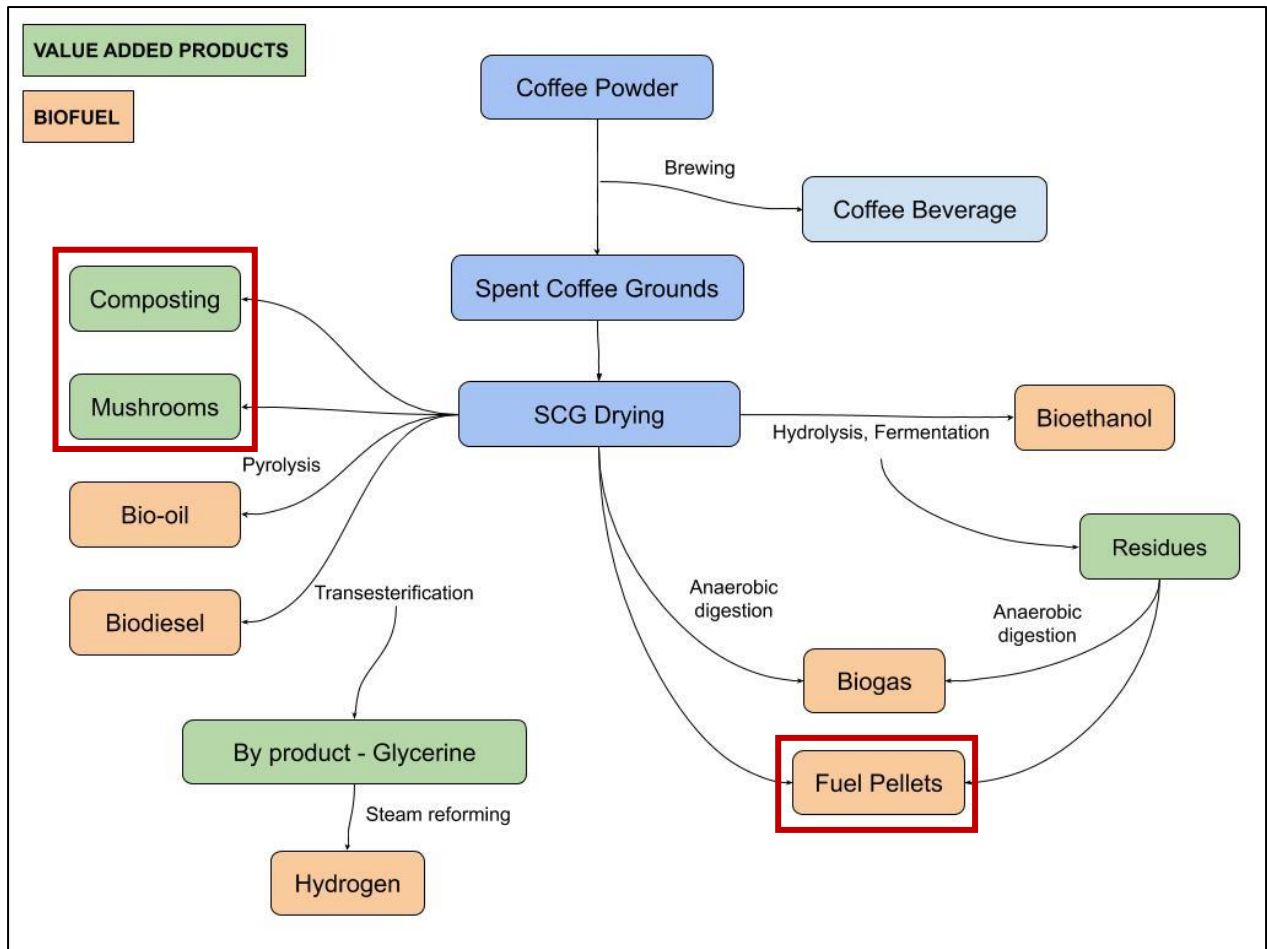 VALUE ADDED PRODUCTS
BIOFUEL
Coffee Powder
Brewing
Coffee Beverage
Spent Coffee Grounds
Composting
Mushrooms
SCG Drying
Hydrolysis, Fermentation
Bioethanol
Pyrolysis
Bio-oil
Residues
Transesterification
Biodiesel
Anaerobic
digestion
Anaerobic
digestion
Biogas
By product - Glycerine
Fuel Pellets
Steam reforming
Hydrogen